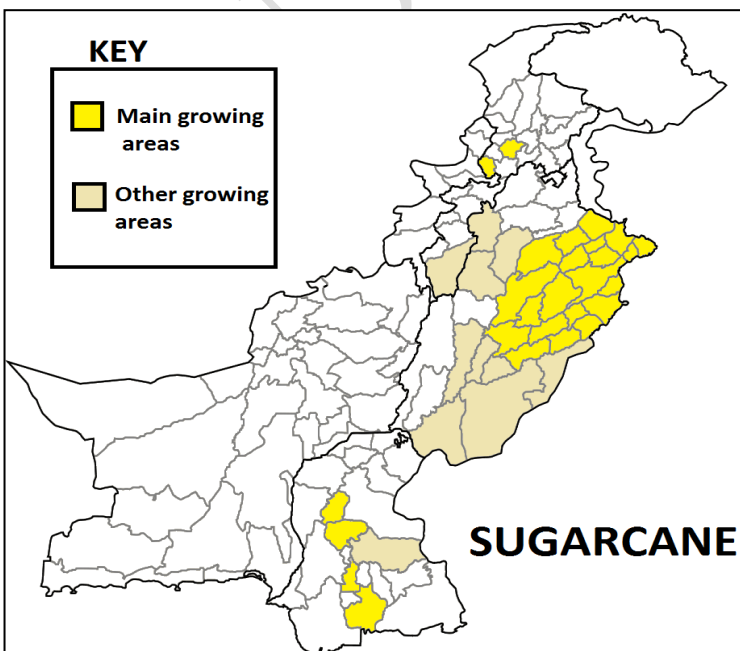 KEY
Main growing
areas
Other growing
areas
SUGARCANE